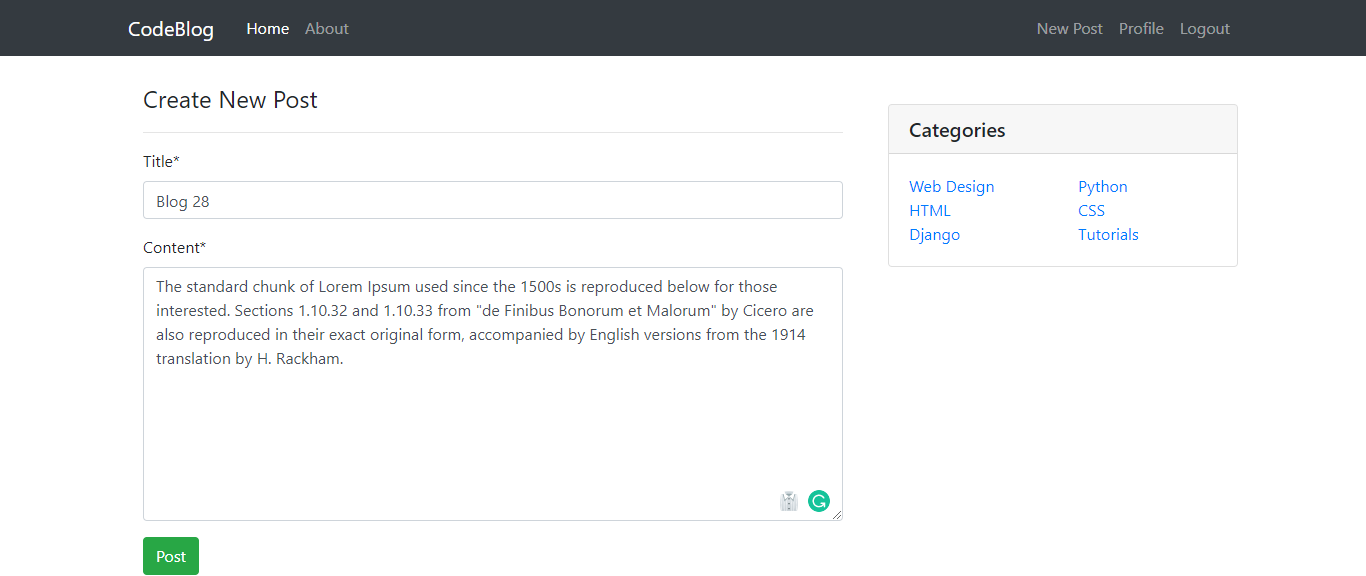 CodeBlog Home About New Post Profile Logout
Create New Post
Title*
Blog 28
Content*
The standard chunk of Lorem Ipsum used since the 1500s is reproduced below for those
interested. Sections 1.10.32 and 1.10.33 from "de Finibus Bonorum et Malorum" by Cicero are
also reproduced in their exact original form, accompanied by English versions from the 1914
translation by H. Rackham.
Post
Categories
Web Design Python
HTML CSS
Django Tutorials